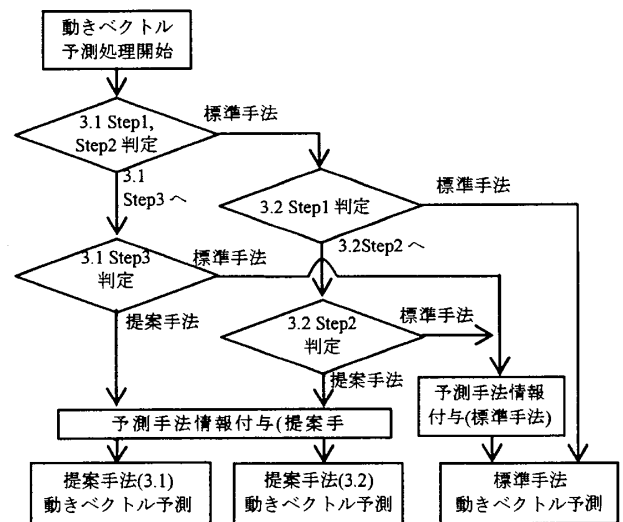 動きベクトル
予測処理開始
3.1 Step1,
Step2 判定
標準手法
3.1
Step3 へ
3.2 Step1 判定
標準手法
3.1 Step3
判定
標準手法
3.2Step2 へ
提案手法
3.2 Step2
判定
標準手法
提案手法
予測手法情報
付与(標準手法)
予測手法情報付与(提案手
提案手法(3.1)
動きベクトル予測
提案手法(3.2)
動きベクトル予測
標準手法
動きベクトル予測